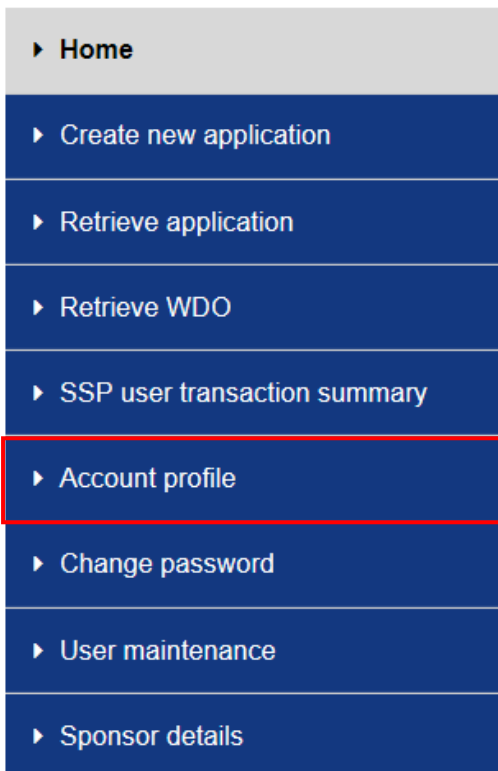 Home
Create new application
Retrieve application
Retrieve WDO
SSP user transaction summary
Account profile
Change password
User maintenance
Sponsor details